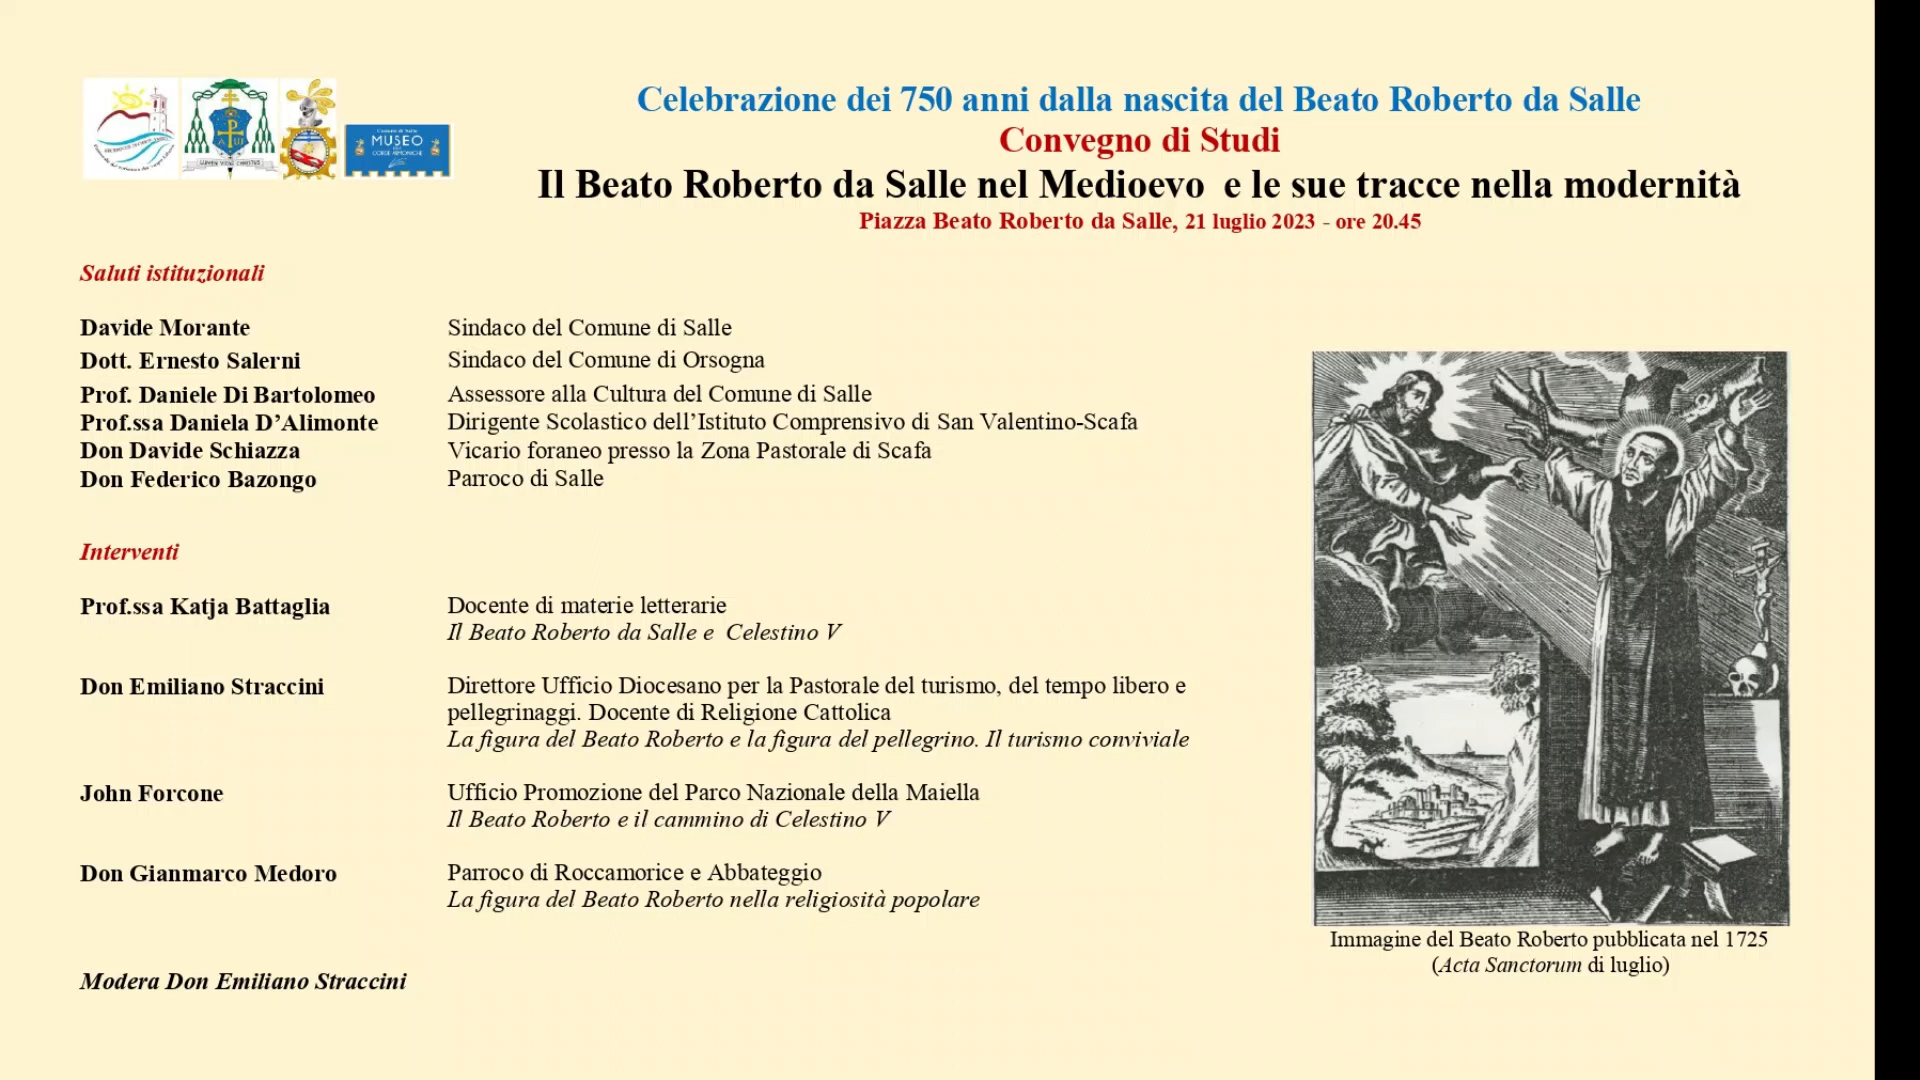 Celebrazione dei 750 anni dalla nascita del Beato Roberto da Salle
Convegno di Studi
Il Beato Roberto da Salle nel Medioevo e le sue tracce nella modernità
Piazza Beato Roberto da Salle, 21 luglio 2023 - ore 20.45
MUSEO
Saluti istituzionali
Davide Morante Sindaco del Comune di Salle
Dott. Ernesto Salerni Sindaco del Comune di Orsogna
Prof. Daniele Di Bartolomeo Assessore alla Cultura del Comune di Salle
Prof.ssa Daniela D’Alimonte Dirigente Scolastico dell’Istituto Comprensivo di San Valentino-Scafa
Don Davide Schiazza Vicario foraneo presso la Zona Pastorale di Scafa
Don Federico Bazongo Parroco di Salle
Interventi
Prof.ssa Katja Battaglia Docente di materie letterarie
Il Beato Roberto da Salle e Celestino V
Don Emiliano Straccini Direttore Ufficio Diocesano per la Pastorale del turismo, del tempo libero e
pellegrinaggi. Docente di Religione Cattolica
La figura del Beato Roberto e la figura del pellegrino. Il turismo conviviale
John Forcone Ufficio Promozione del Parco Nazionale della Maiella
Il Beato Roberto e il cammino di Celestino V
Don Gianmarco Medoro Parroco di Roccamorice e Abbateggio
La figura del Beato Roberto nella religiosità popolare
Modera Don Emiliano Straccini
Immagine del Beato Roberto pubblicata nel 1725
(Acta Sanctorum di luglio)